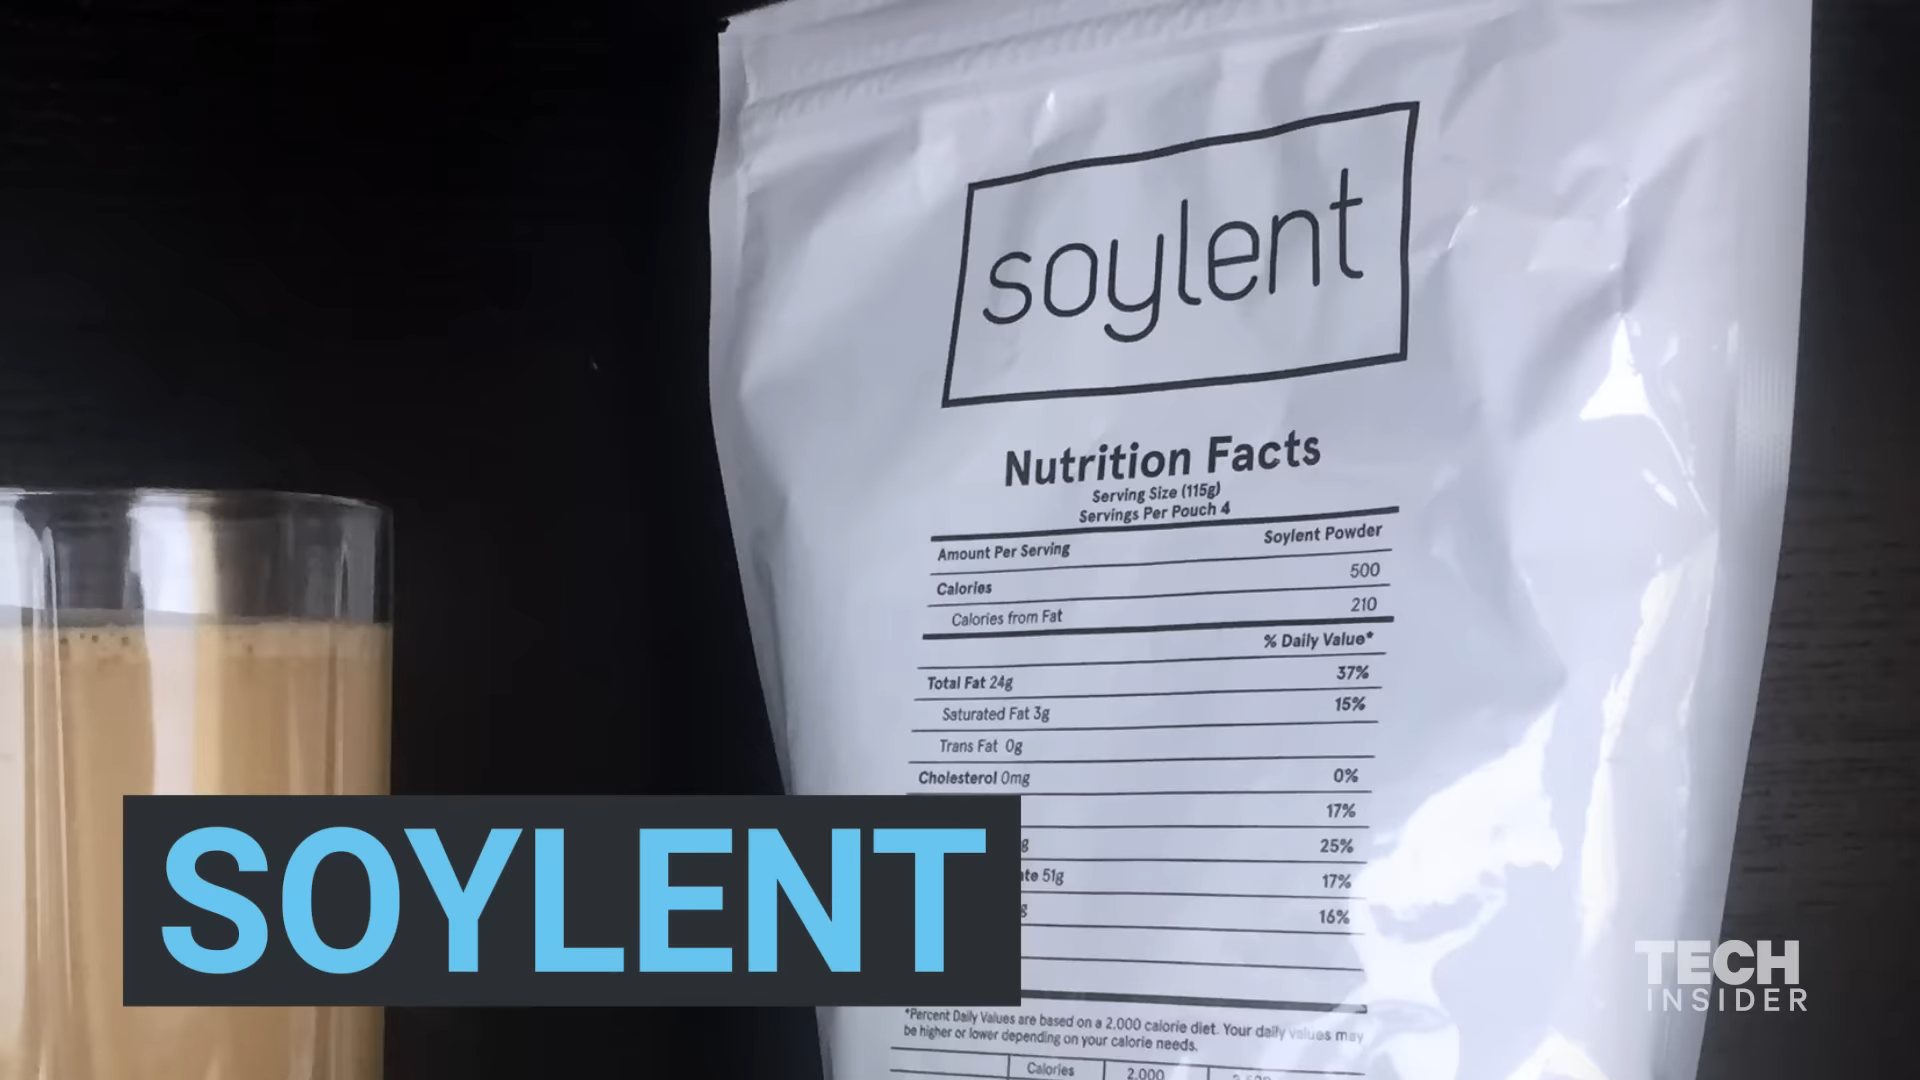 soylent
Nutrition Facts
Serving Size (115g)
Servings Per Pouch 4
Amount Per Serving Soylent Powder
Calories 500
Calories from Fat 210
% Daily Value*
Total Fat 24g 37%
Saturated Fat 3g 15%
Trans Fat 0g
Cholesterol 0mg 0%
17%
g 25%
te 51g 17%
g 16%
SOYLENT
*Percent Daily Values are based on a 2,000 calorie diet. Your daily values may
be higher or lower depending on your calorie needs.
Calories 2,000
TECH
INSIDER